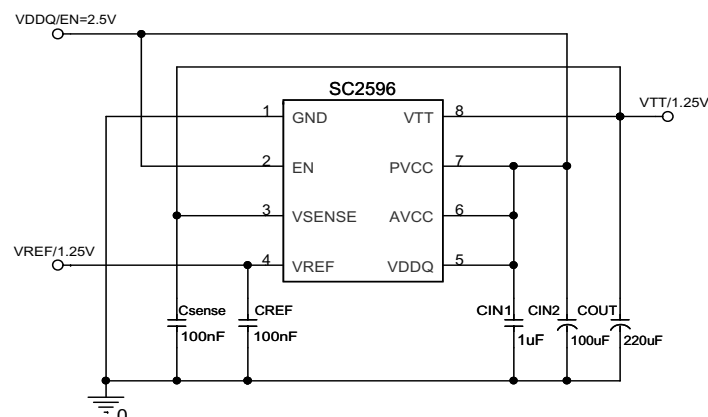 VDDQ/EN=2.5V
SC2596
1 GND VTT 8
VTT/1.25V
2 EN PVCC 7
3 VSENSE AVCC 6
VREF/1.25V
4 VREF VDDQ 5
Csense CREF CIN1 CIN2 COUT
100nF 100nF 1uF 100uF 220uF
0